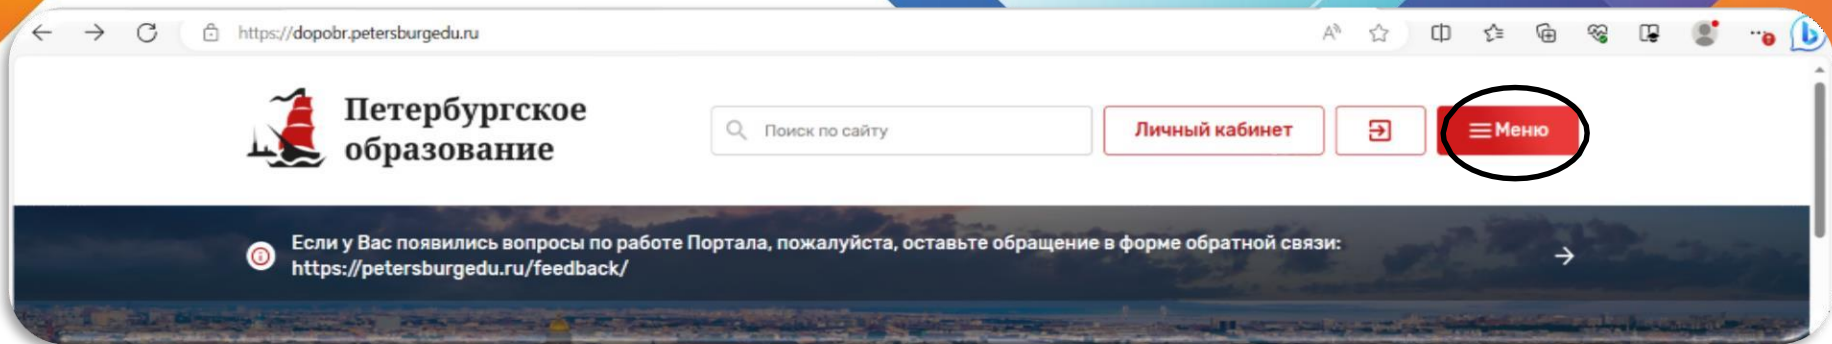 https://dopobr.petersburgedu.ru
Петербургское
образование
Поиск по сайту
Личный кабинет
Меню
Если у Вас появились вопросы по работе Портала, пожалуйста, оставьте обращение в форме обратной связи:
https://petersburgedu.ru/feedback/